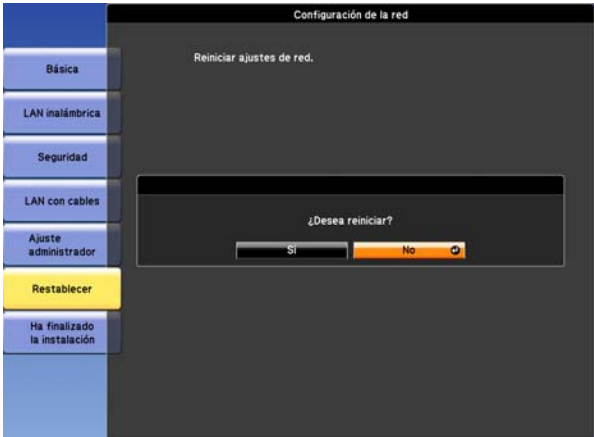 Configuración de la red
Básica
LAN inalámbrica
Seguridad
LAN con cables
Ajuste
administrador
Restablecer
Ha finalizado
la instalación
Reiniciar ajustes de red.
¿Desea reiniciar?
Sí
No